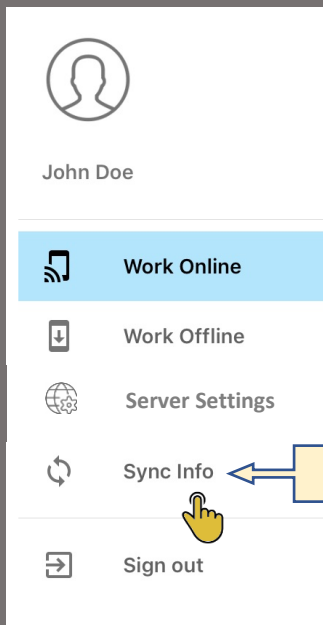 John Doe
Work Online
Work Offline
Server Settings
Sync Info
Sign out